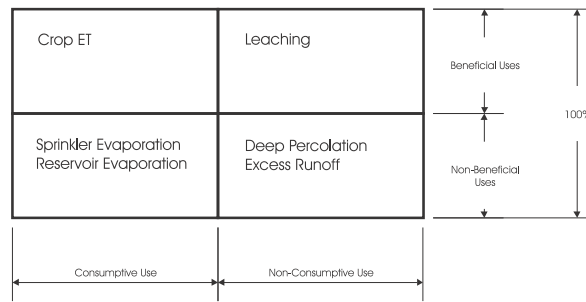 Crop ET
Leaching
Beneficial Uses
100%
Sprinkler Evaporation
Reservoir Evaporation
Deep Percolation
Excess Runoff
Non-Beneficial
Uses
Consumptive Use
Non-Consumptive Use